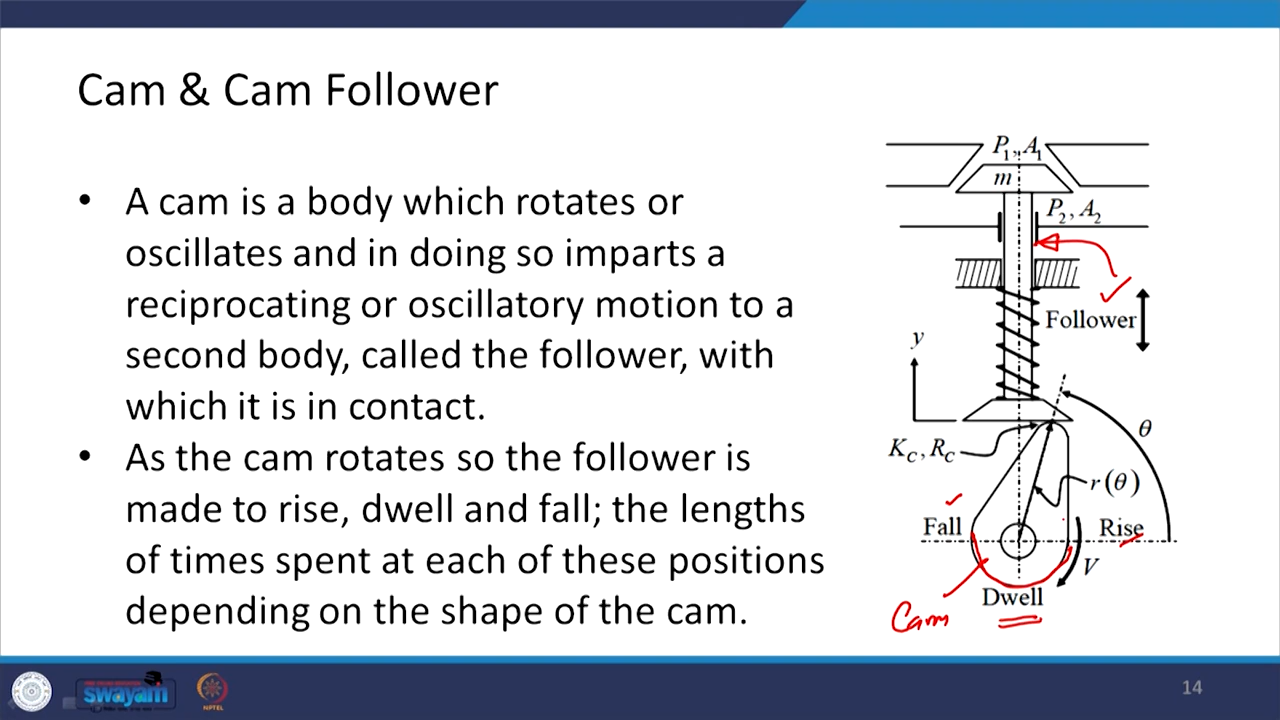 Cam & Cam Follower
• A cam is a body which rotates or
oscillates and in doing so imparts a
reciprocating or oscillatory motion to a
second body, called the follower, with
which it is in contact.
• As the cam rotates so the follower is
made to rise, dwell and fall; the lengths
of times spent at each of these positions
depending on the shape of the cam.
P₁, A₁
m
P₂, A₂
Follower
y
θ
K_C, R_C
r(θ)
Fall
Rise
V
Dwell
Cam
swayam
NPTEL
14